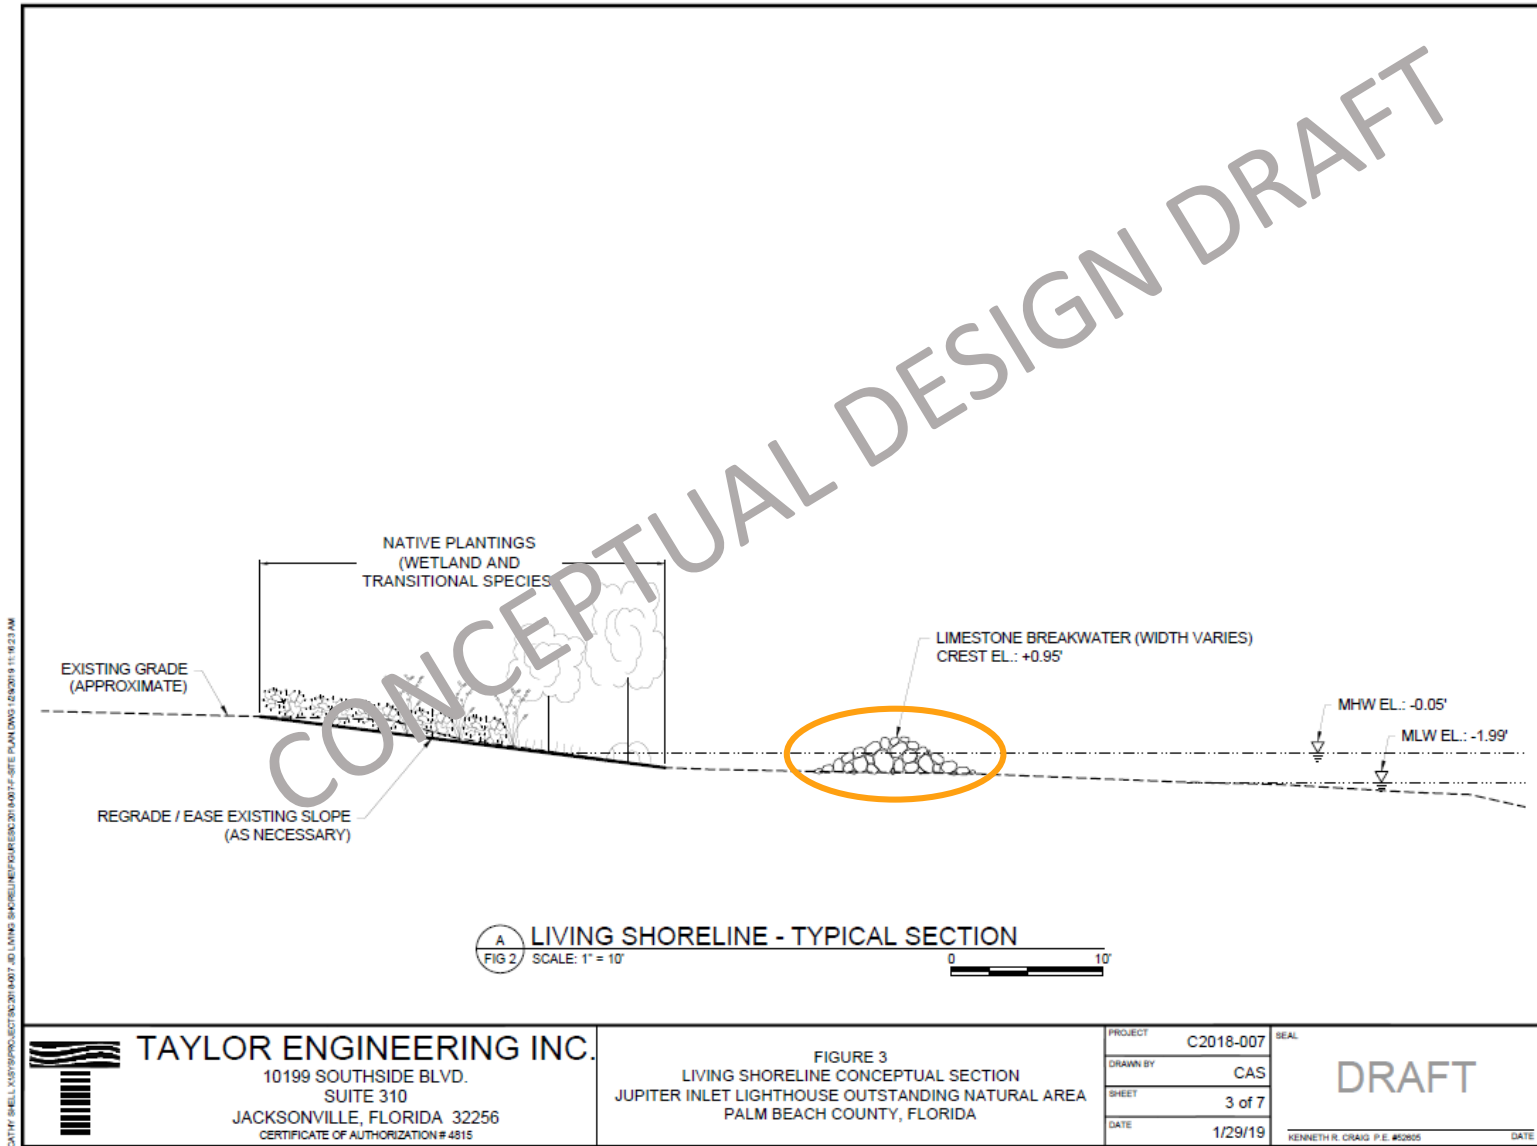 CONCEPTUAL DESIGN DRAFT
NATIVE PLANTINGS
(WETLAND AND
TRANSITIONAL SPECIES
EXISTING GRADE
(APPROXIMATE)
LIMESTONE BREAKWATER (WIDTH VARIES)
CREST EL.: +0.95'
MHW EL.: -0.05'
MLW EL.: -1.99'
REGRADE / EASE EXISTING SLOPE
(AS NECESSARY)
A
FIG 2
LIVING SHORELINE - TYPICAL SECTION
SCALE: 1" = 10'
0 10'
TAYLOR ENGINEERING INC.
10199 SOUTHSIDE BLVD.
SUITE 310
JACKSONVILLE, FLORIDA 32256
CERTIFICATE OF AUTHORIZATION # 4815
FIGURE 3
LIVING SHORELINE CONCEPTUAL SECTION
JUPITER INLET LIGHTHOUSE OUTSTANDING NATURAL AREA
PALM BEACH COUNTY, FLORIDA
PROJECT C2018-007
DRAWN BY CAS
SHEET 3 of 7
DATE 1/29/19
SEAL
DRAFT
KENNETH R. CRAIG P.E. #52605 DATE